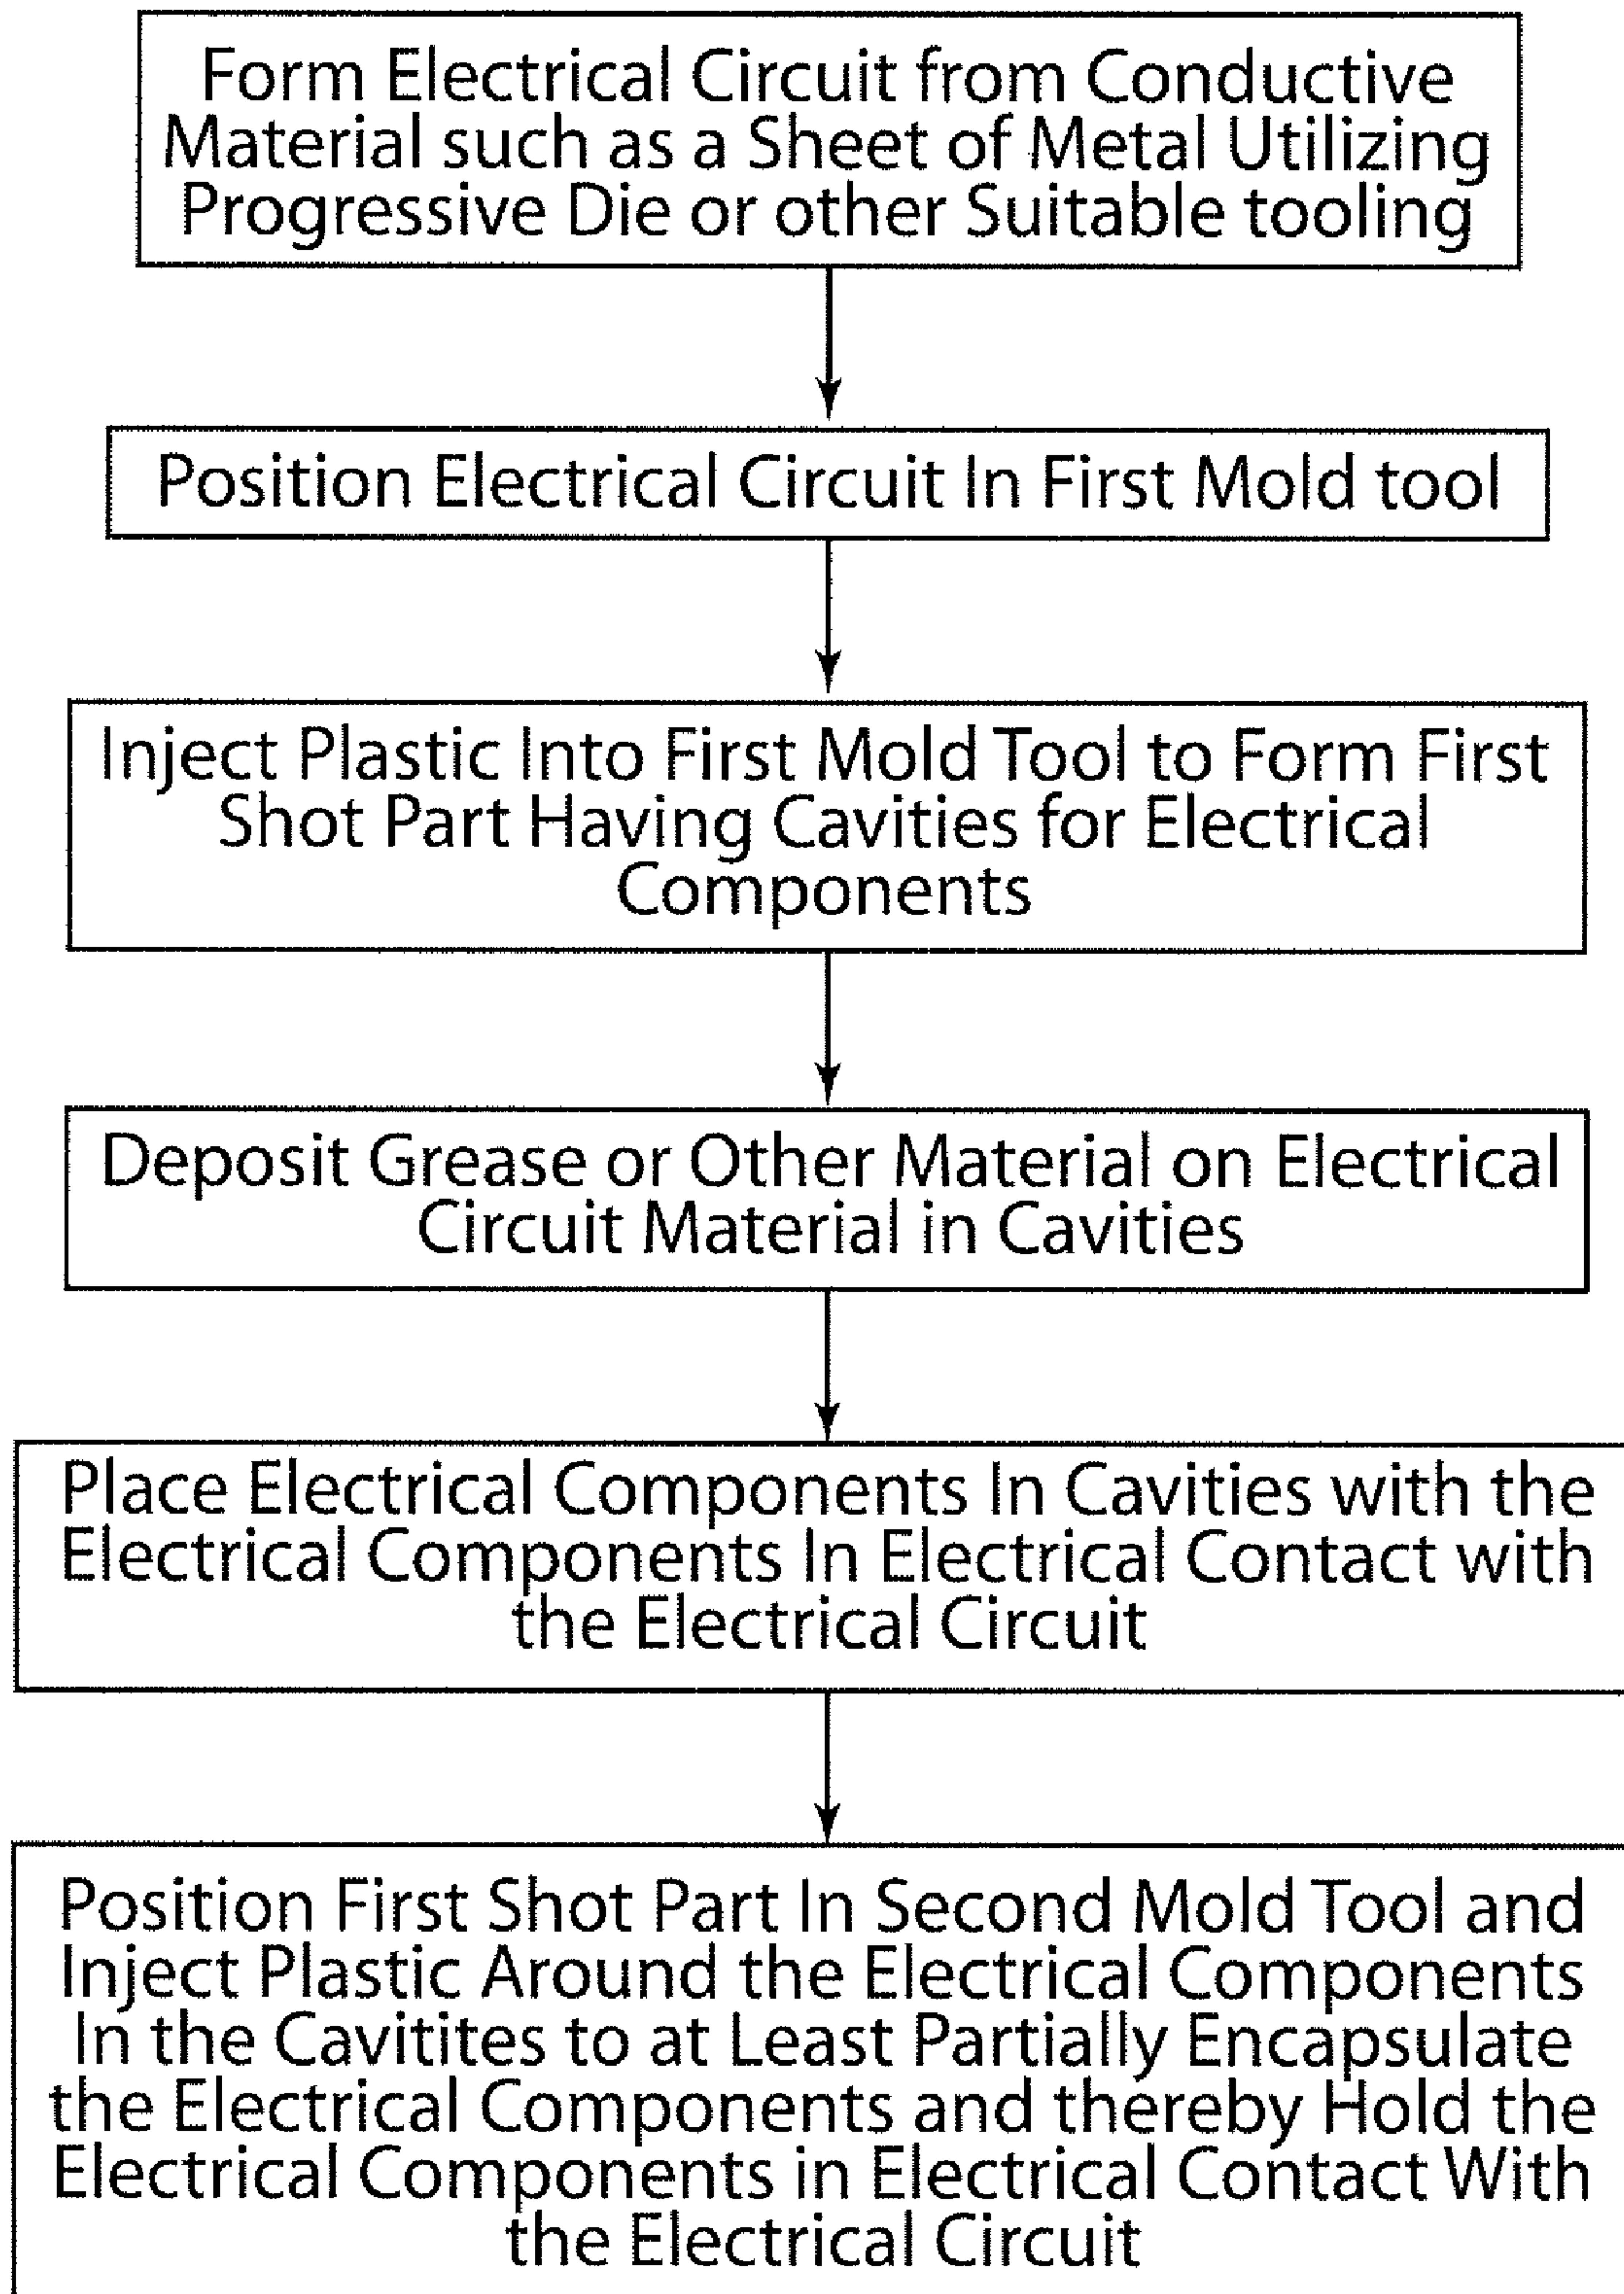 Form Electrical Circuit from Conductive
Material such as a Sheet of Metal Utilizing
Progressive Die or other Suitable tooling
Position Electrical Circuit In First Mold tool
Inject Plastic Into First Mold Tool to Form First
Shot Part Having Cavities for Electrical
Components
Deposit Grease or Other Material on Electrical
Circuit Material in Cavities
Place Electrical Components In Cavities with the
Electrical Components In Electrical Contact with
the Electrical Circuit
Position First Shot Part In Second Mold Tool and
Inject Plastic Around the Electrical Components
In the Cavitites to at Least Partially Encapsulate
the Electrical Components and thereby Hold the
Electrical Components in Electrical Contact With
the Electrical Circuit